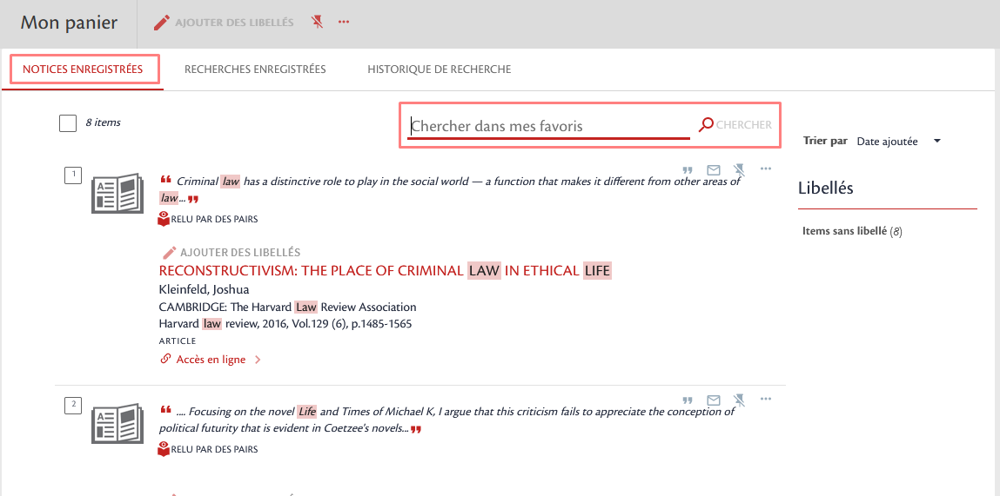 Mon panier
AJOUTER DES LIBELLÉS
NOTICES ENREGISTRÉES
RECHERCHES ENREGISTRÉES
HISTORIQUE DE RECHERCHE
8 items
Chercher dans mes favoris
CHERCHER
Trier par Date ajoutée
Libellés
Items sans libellé (8)
1
❝ Criminal law has a distinctive role to play in the social world — a function that makes it different from other areas of
law... ❞
RELU PAR DES PAIRS
AJOUTER DES LIBELLÉS
RECONSTRUCTIVISM: THE PLACE OF CRIMINAL LAW IN ETHICAL LIFE
Kleinfeld, Joshua
CAMBRIDGE: The Harvard Law Review Association
Harvard law review, 2016, Vol.129 (6), p.1485-1565
ARTICLE
Accès en ligne
2
❝ .... Focusing on the novel Life and Times of Michael K, I argue that this criticism fails to appreciate the conception of
political futurity that is evident in Coetzee's novels... ❞
RELU PAR DES PAIRS